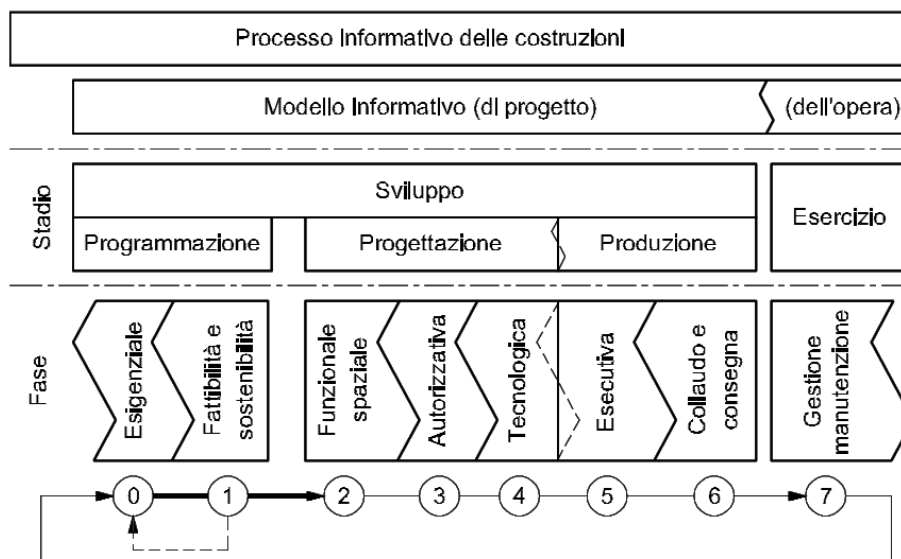 Processo informativo delle costruzioni
Modello informativo (di progetto)
(dell'opera)
Stadio
Sviluppo
Esercizio
Programmazione
Progettazione
Produzione
Fase
Esigenziale
Fattibilità e
sostenibilità
Funzionale
spaziale
Autorizzativa
Tecnologica
Esecutiva
Collaudo e
consegna
Gestione
manutenzione
0
1
2
3
4
5
6
7